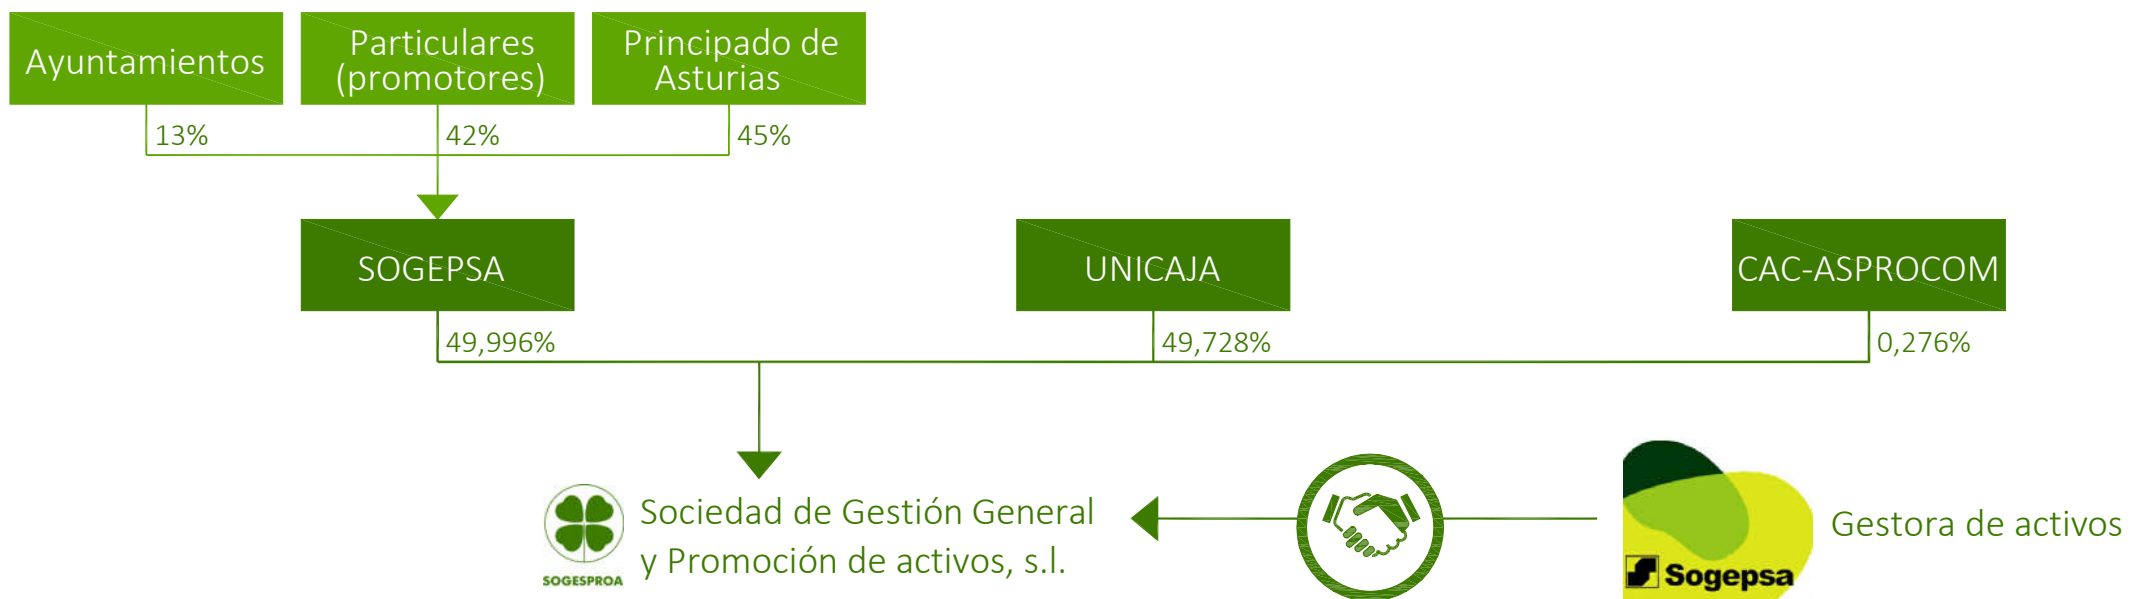 Ayuntamientos
Particulares
(promotores)
Principado de
Asturias
13%
42%
45%
SOGEPSA
UNICAJA
CAC-ASPROCOM
49,996%
49,728%
0,276%
Sociedad de Gestión General
y Promoción de activos, s.l.
SOGESPROA
Gestora de activos
Sogepsa